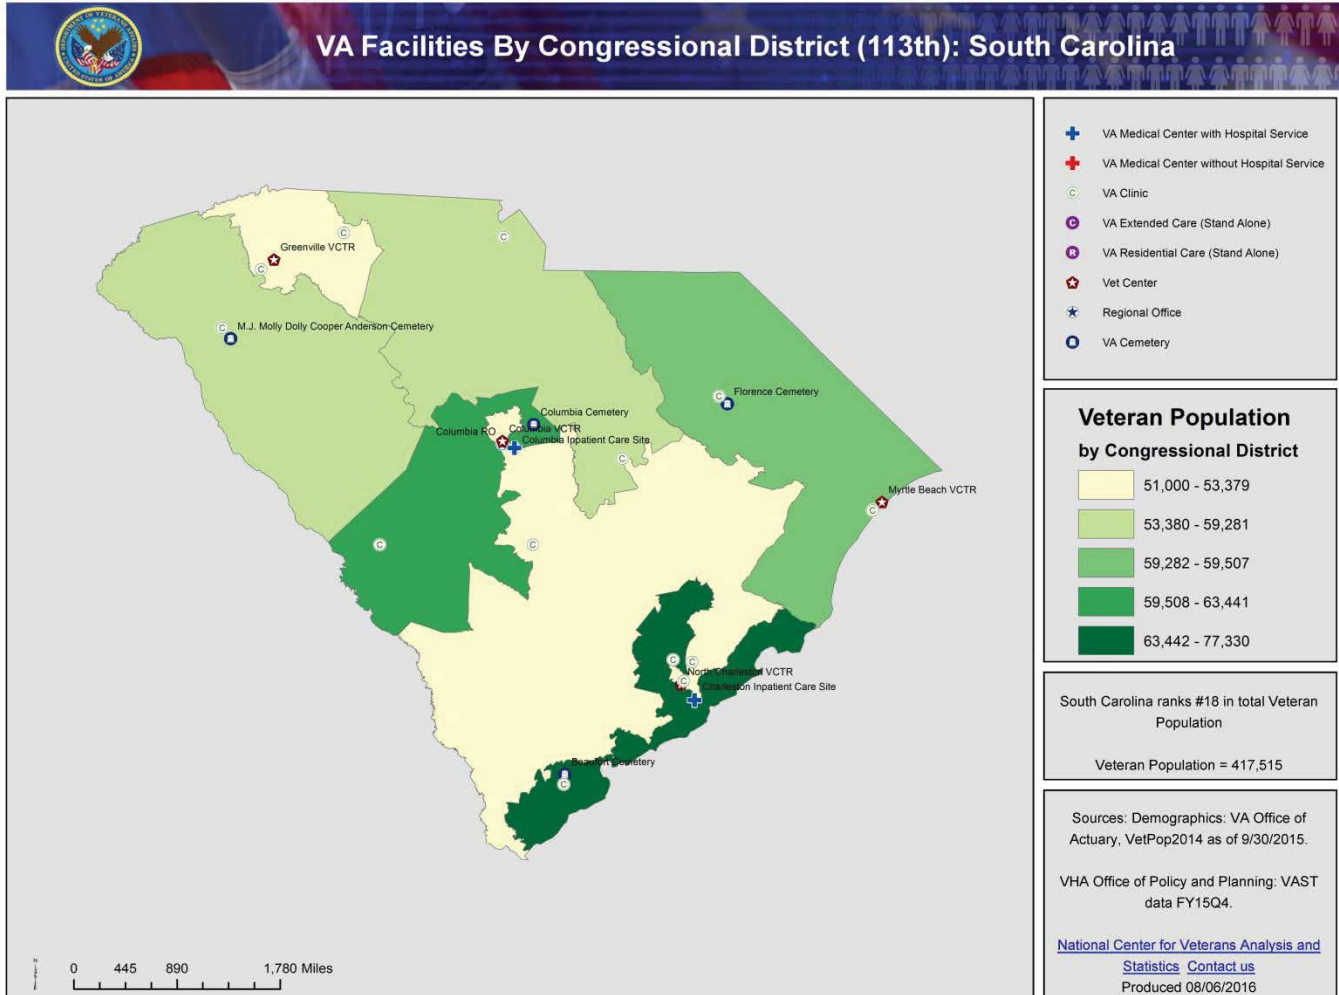 VA Facilities By Congressional District (113th): South Carolina
Greenville VCTR
M.J. Molly Dolly Cooper Anderson Cemetery
Florence Cemetery
Columbia Cemetery
Columbia RO
Columbia VCTR
Columbia Inpatient Care Site
Myrtle Beach VCTR
North Charleston VCTR
Charleston Inpatient Care Site
Beaufort Cemetery
0 445 890 1,780 Miles
VA Medical Center with Hospital Service
VA Medical Center without Hospital Service
C VA Clinic
C VA Extended Care (Stand Alone)
R VA Residential Care (Stand Alone)
Vet Center
Regional Office
VA Cemetery
Veteran Population
by Congressional District
51,000 - 53,379
53,380 - 59,281
59,282 - 59,507
59,508 - 63,441
63,442 - 77,330
South Carolina ranks #18 in total Veteran
Population
Veteran Population = 417,515
Sources: Demographics: VA Office of
Actuary, VetPop2014 as of 9/30/2015.
VHA Office of Policy and Planning: VAST
data FY15Q4.
National Center for Veterans Analysis and
Statistics Contact us
Produced 08/06/2016